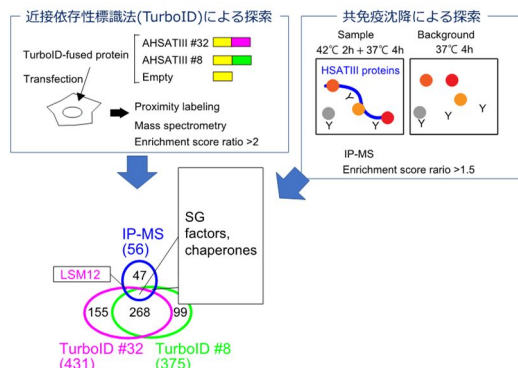 近接依存性標識法(TurboID)による探索
TurboID-fused protein
Transfection
AHSATIII #32
AHSATIII #8
Empty
Proximity labeling
Mass spectrometry
Enrichment score ratio >2
共免疫沈降による探索
Sample
42℃ 2h + 37℃ 4h
Background
37℃ 4h
HSATIII proteins
Y
Y
Y
Y
Y
Y
IP-MS
Enrichment score rario >1.5
SG
factors,
chaperones
IP-MS
(56)
LSM12
47
155
268
99
TurboID #32
(431)
TurboID #8
(375)